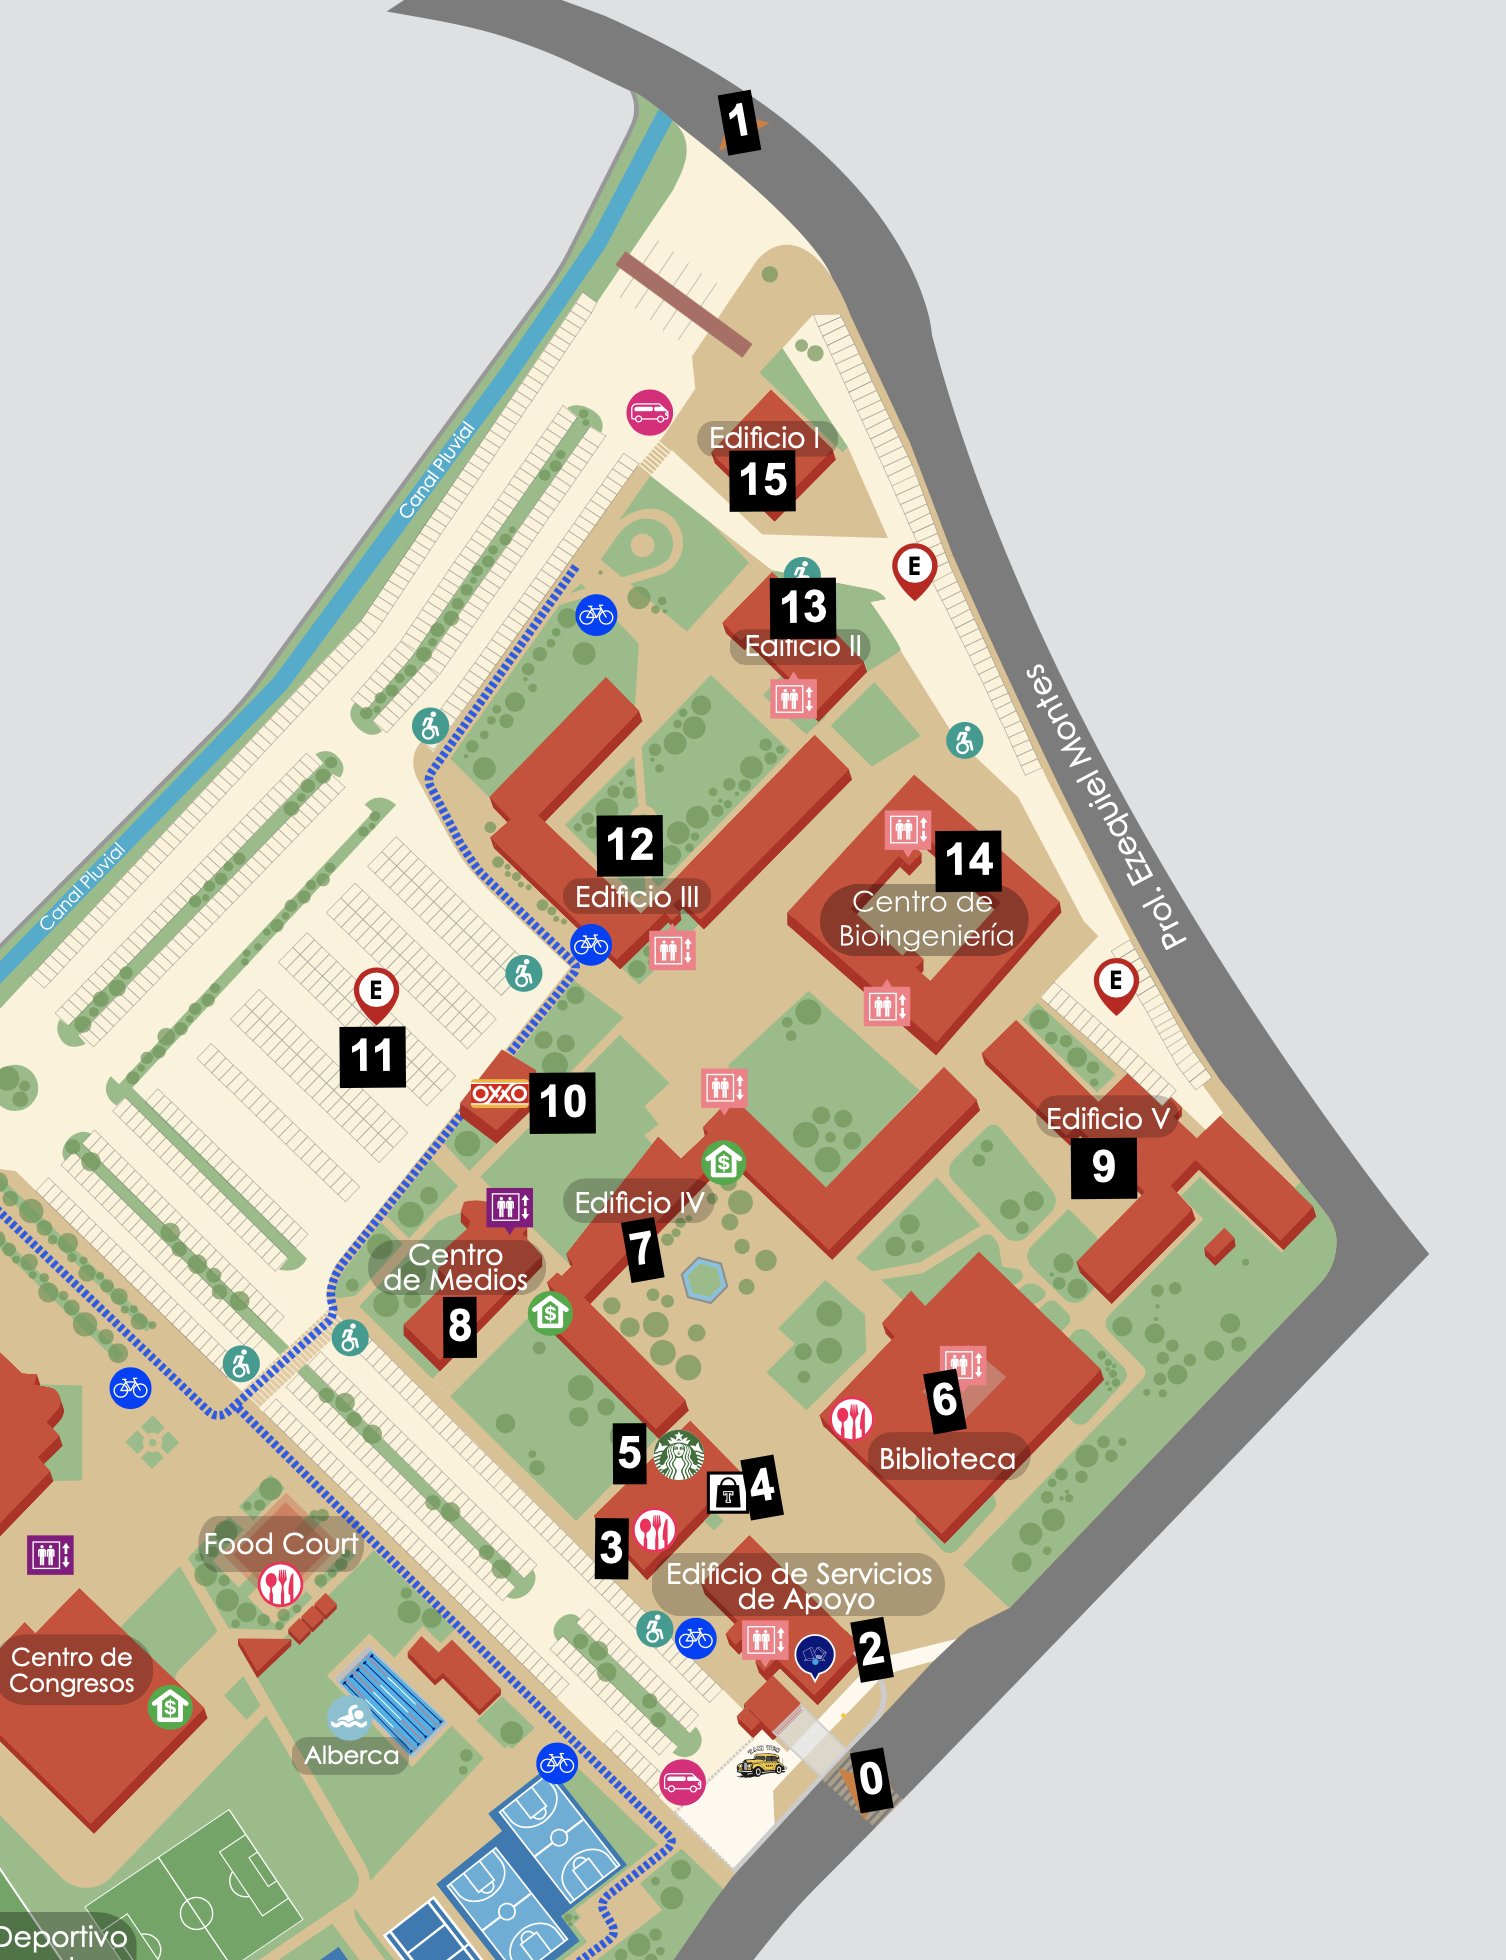 1
Canal Pluvial
Edificio I
15
E
13
Edificio II
Prol. Ezequiel Montes
Canal Pluvial
12
Edificio III
14
Centro de
Bioingeniería
E
E
11
OXXO
10
Edificio V
9
$
Edificio IV
7
Centro
de Medios
8
$
6
Biblioteca
5
T
4
3
Food Court
Edificio de Servicios
de Apoyo
2
Centro de
Congresos
$
Alberca
TAXI TEC
0
Deportivo